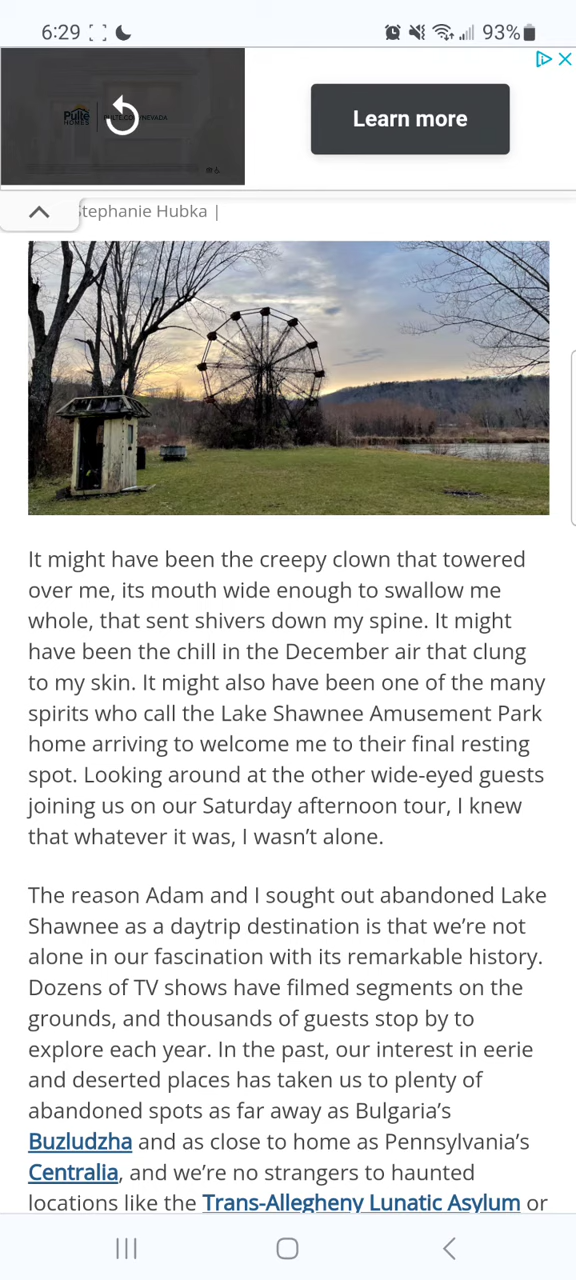 6:29
93%
Pulte
HOMES
Learn more
tephanie Hubka |
It might have been the creepy clown that towered
over me, its mouth wide enough to swallow me
whole, that sent shivers down my spine. It might
have been the chill in the December air that clung
to my skin. It might also have been one of the many
spirits who call the Lake Shawnee Amusement Park
home arriving to welcome me to their final resting
spot. Looking around at the other wide-eyed guests
joining us on our Saturday afternoon tour, I knew
that whatever it was, I wasn’t alone.
The reason Adam and I sought out abandoned Lake
Shawnee as a daytrip destination is that we’re not
alone in our fascination with its remarkable history.
Dozens of TV shows have filmed segments on the
grounds, and thousands of guests stop by to
explore each year. In the past, our interest in eerie
and deserted places has taken us to plenty of
abandoned spots as far away as Bulgaria’s
Buzludzha and as close to home as Pennsylvania’s
Centralia, and we’re no strangers to haunted
locations like the Trans-Allegheny Lunatic Asylum or